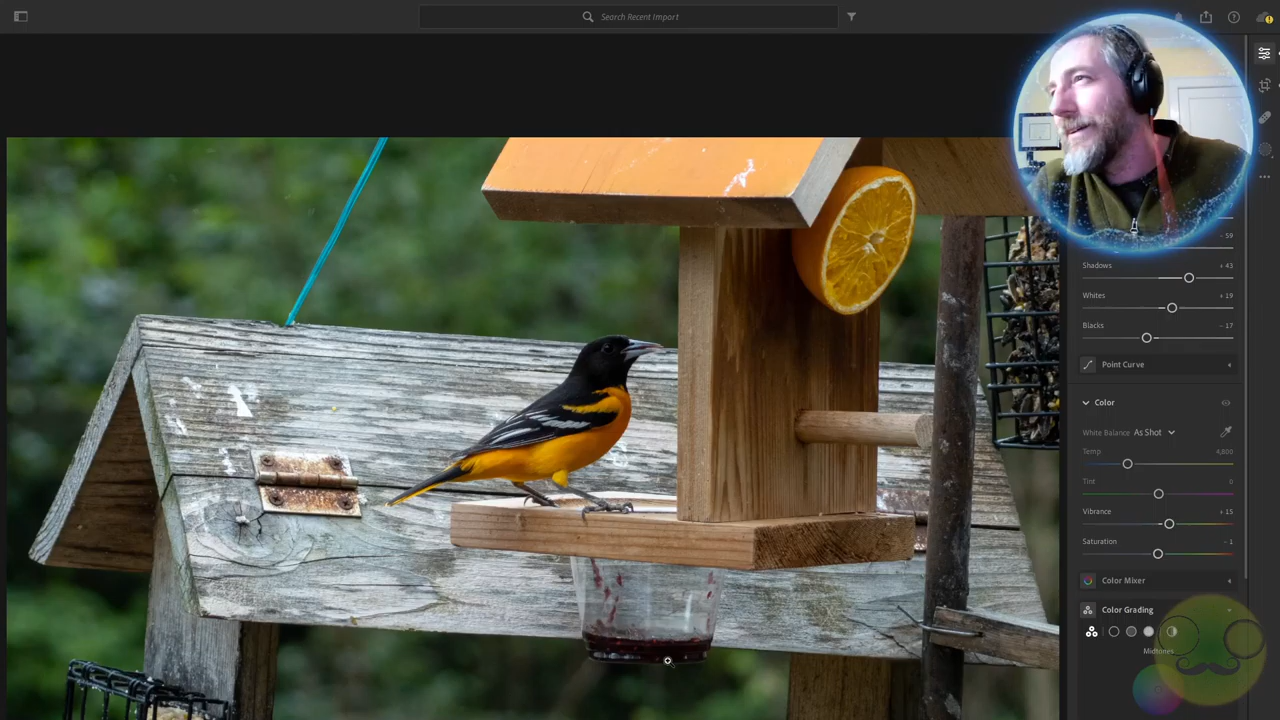 Search Recent Import
- 59
Shadows + 43
Whites + 19
Blacks - 17
Point Curve
Color
White Balance As Shot
Temp 4,800
Tint 0
Vibrance + 15
Saturation - 1
Color Mixer
Color Grading
Midtones